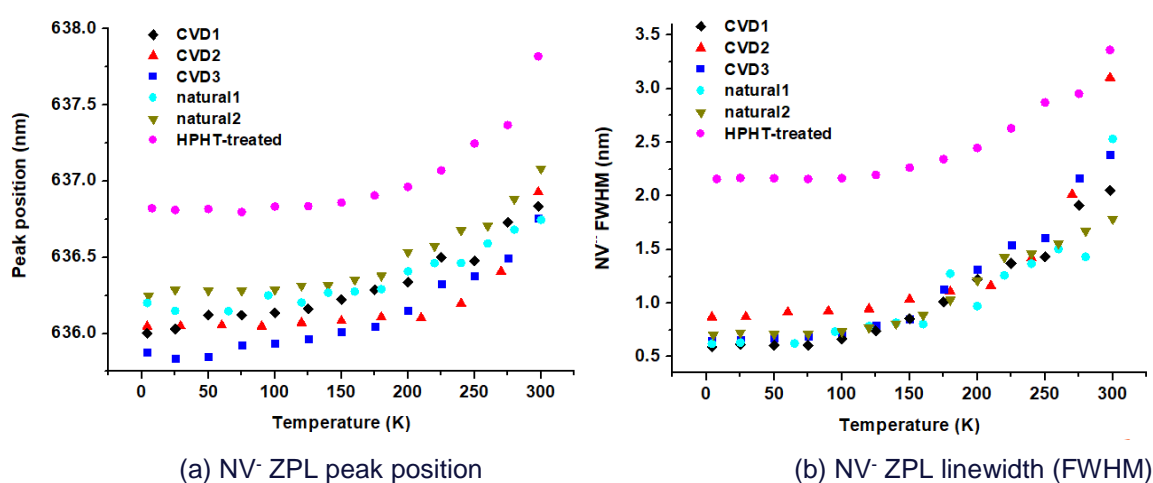 638.0
637.5
637.0
636.5
636.0
Peak position (nm)
CVD1
CVD2
CVD3
natural1
natural2
HPHT-treated
0 50 100 150 200 250 300
Temperature (K)
(a) NV- ZPL peak position
3.5
3.0
2.5
2.0
1.5
1.0
0.5
NV- FWHM (nm)
CVD1
CVD2
CVD3
natural1
natural2
HPHT-treated
0 50 100 150 200 250 300
Temperature (K)
(b) NV- ZPL linewidth (FWHM)